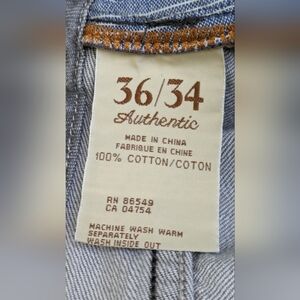 36/34
Authentic
MADE IN CHINA
FABRIQUE EN CHINE
100% COTTON/COTON
RN 86549
CA 04754
MACHINE WASH WARM
SEPARATELY
WASH INSIDE OUT